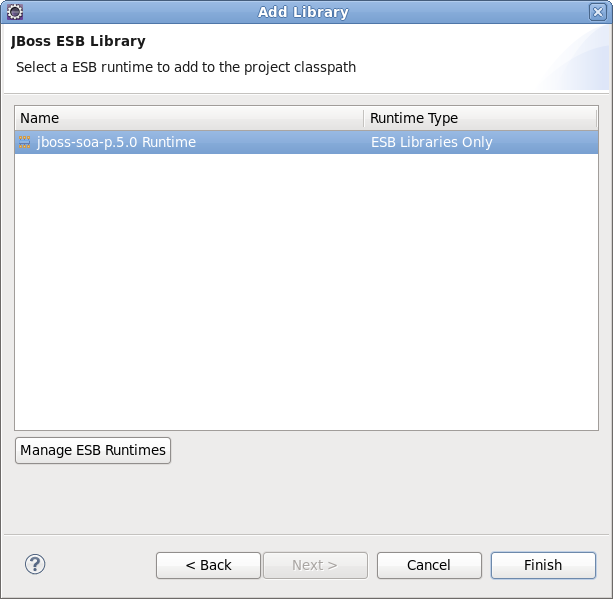 Add Library
JBoss ESB Library
Select a ESB runtime to add to the project classpath
Name Runtime Type
jboss-soa-p.5.0 Runtime ESB Libraries Only
Manage ESB Runtimes
? < Back Next > Cancel Finish